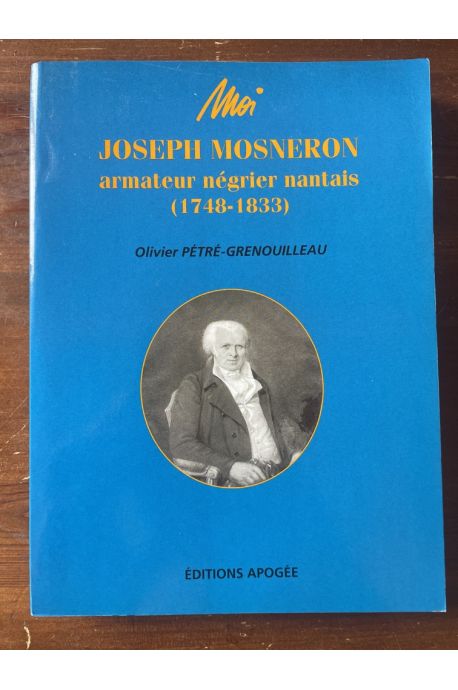 Moi
JOSEPH MOSNERON
armateur négrier nantais
(1748-1833)
Olivier PÉTRÉ-GRENOUILLEAU
ÉDITIONS APOGÉE